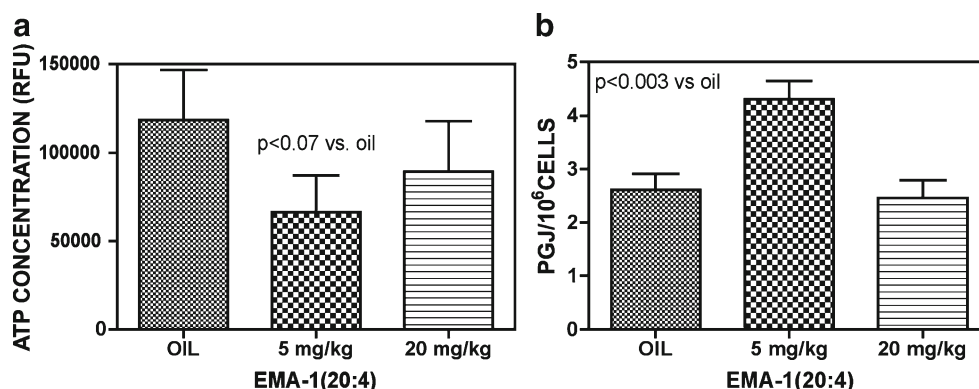 a
ATP CONCENTRATION (RFU)
150000
100000
50000
0
p<0.07 vs. oil
OIL 5 mg/kg 20 mg/kg
EMA-1(20:4)
b
PGJ/10⁶CELLS
5
4
3
2
1
0
p<0.003 vs oil
OIL 5 mg/kg 20 mg/kg
EMA-1(20:4)